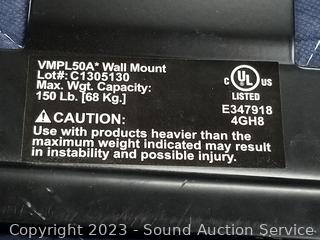 VMPL50A* Wall Mount
Lot#: C1305130
Max. Wgt. Capacity:
150 Lb. [68 Kg.]
C UL US
LISTED
E347918
4GH8
CAUTION:
Use with products heavier than the
maximum weight indicated may result
in instability and possible injury.
Copyright 2023 - Sound Auction Service